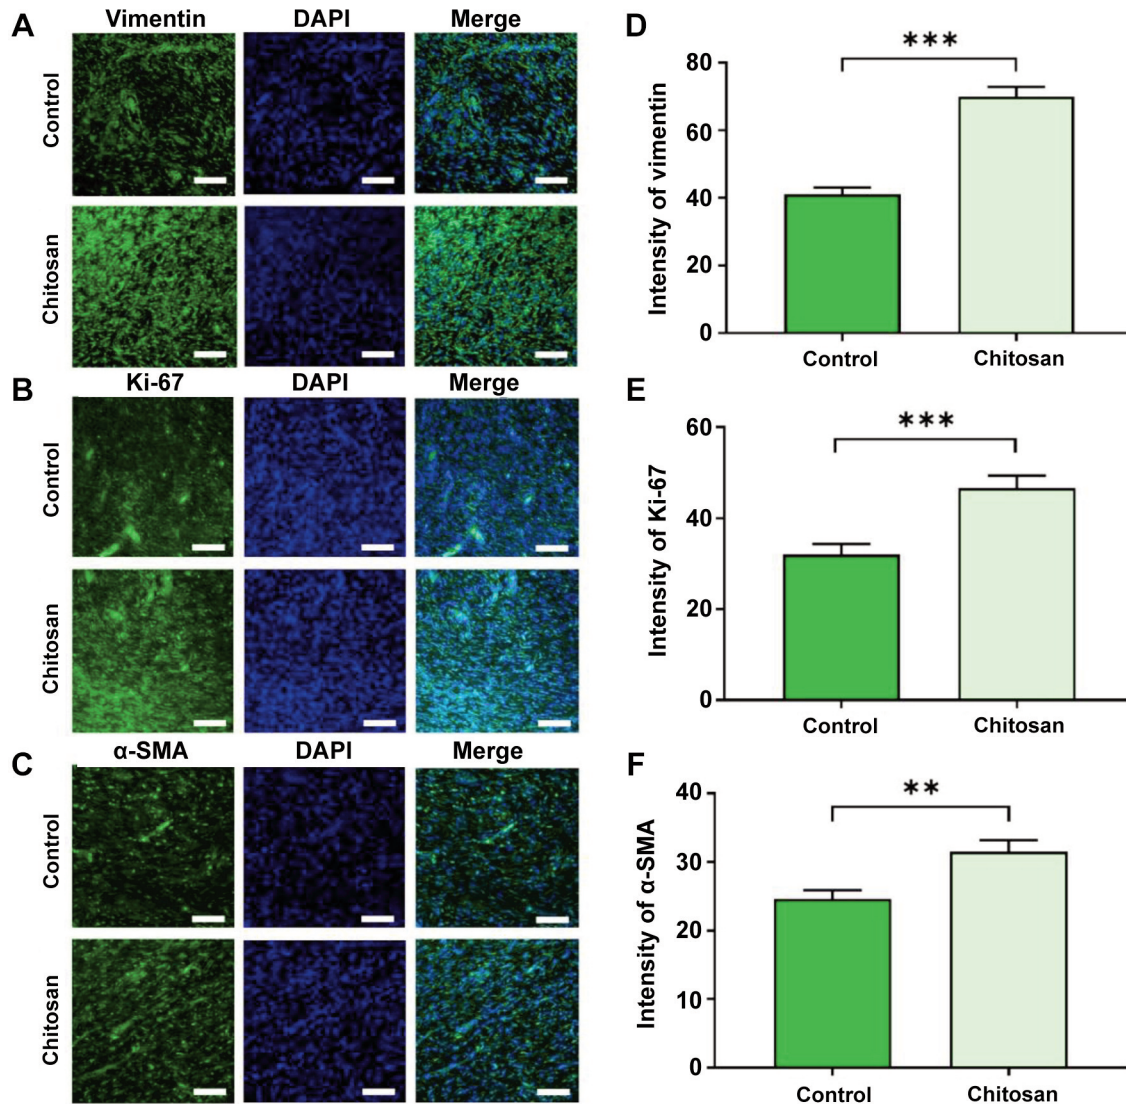 A
Vimentin DAPI Merge
Control
Chitosan
B
Ki-67 DAPI Merge
Control
Chitosan
C
α-SMA DAPI Merge
Control
Chitosan
D
***
Intensity of vimentin
80
60
40
20
0
Control Chitosan
E
***
Intensity of Ki-67
60
40
20
0
Control Chitosan
F
**
Intensity of α-SMA
40
30
20
10
0
Control Chitosan